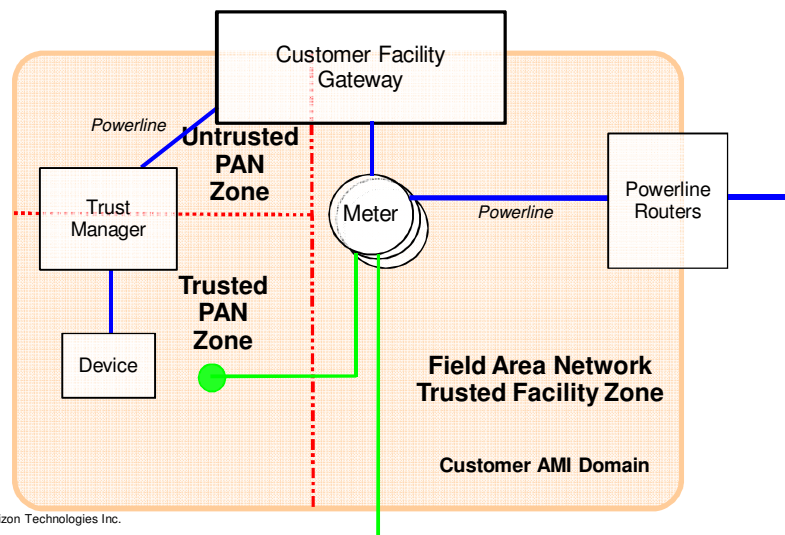 Customer Facility
Gateway
Powerline
Untrusted
PAN
Zone
Trust
Manager
Meter
Powerline
Powerline
Routers
Trusted
PAN
Zone
Device
Field Area Network
Trusted Facility Zone
Customer AMI Domain
Technologies Inc.